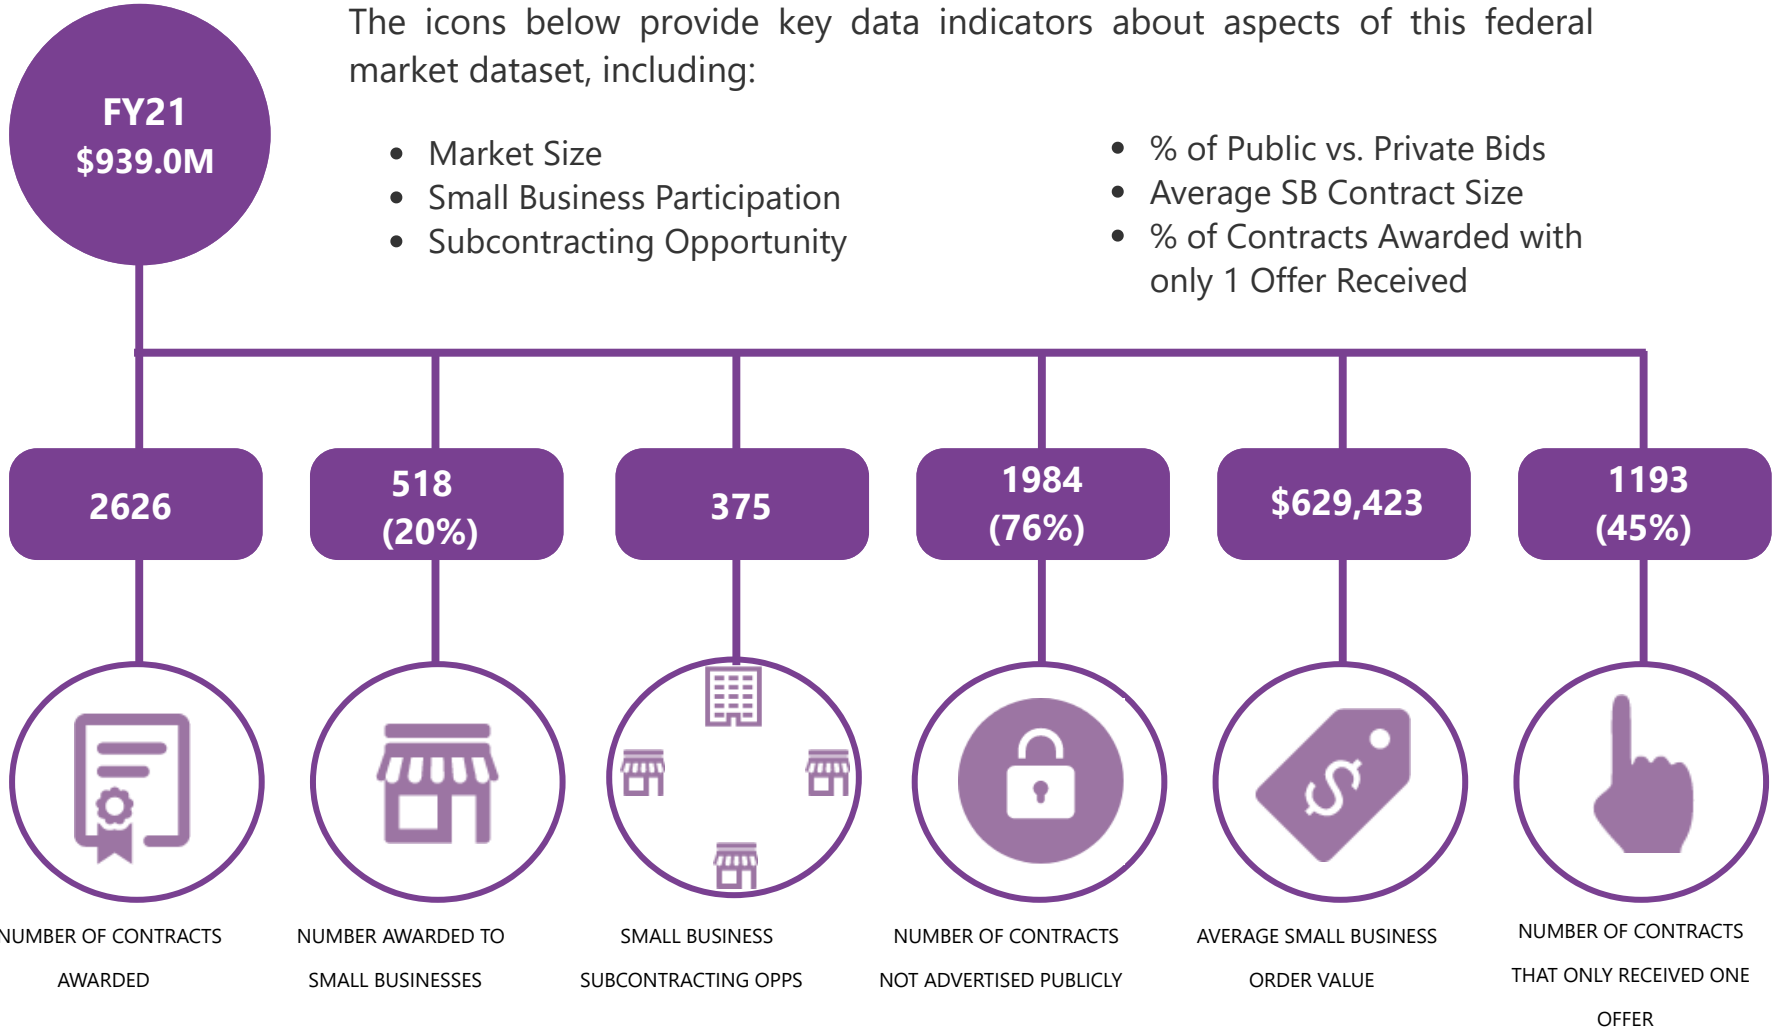 FY21
$939.0M
The icons below provide key data indicators about aspects of this federal
market dataset, including:
• Market Size
• Small Business Participation
• Subcontracting Opportunity
• % of Public vs. Private Bids
• Average SB Contract Size
• % of Contracts Awarded with
only 1 Offer Received
2626
518
(20%)
375
1984
(76%)
$629,423
1193
(45%)
NUMBER OF CONTRACTS
AWARDED
NUMBER AWARDED TO
SMALL BUSINESSES
SMALL BUSINESS
SUBCONTRACTING OPPS
NUMBER OF CONTRACTS
NOT ADVERTISED PUBLICLY
AVERAGE SMALL BUSINESS
ORDER VALUE
NUMBER OF CONTRACTS
THAT ONLY RECEIVED ONE
OFFER